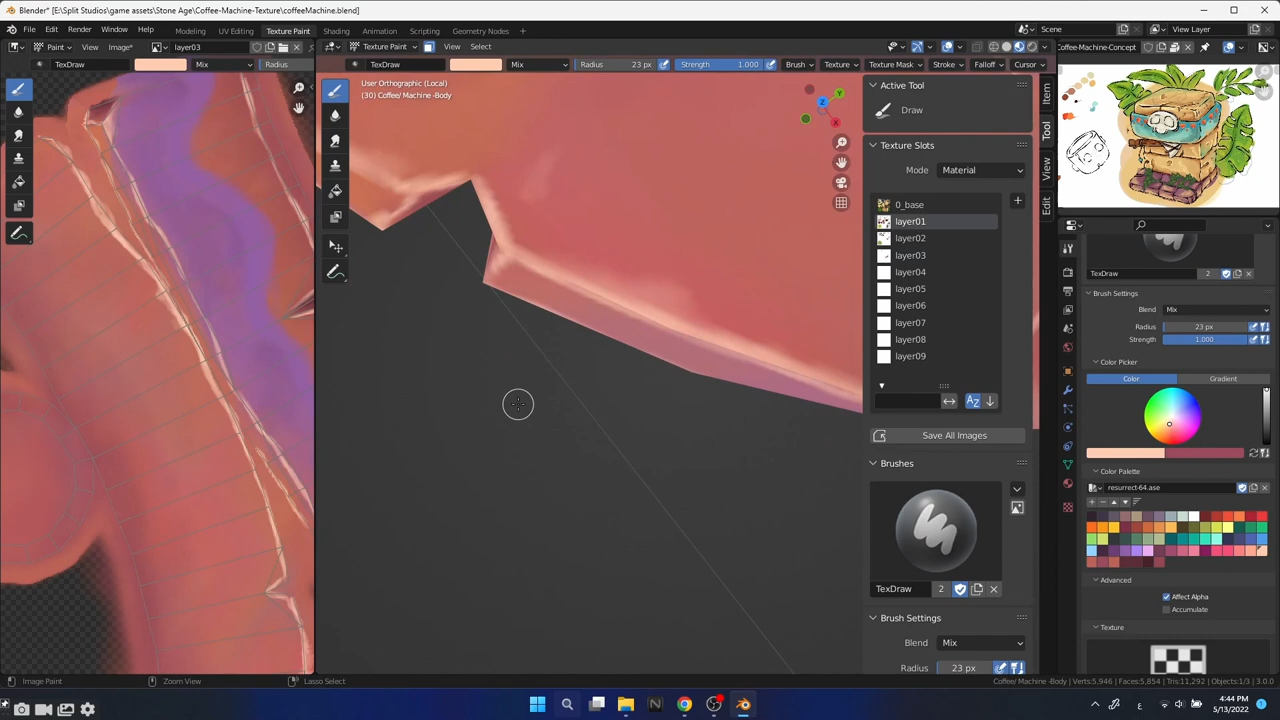 Blender* [E:\Split Studios\game assets\Stone Age\Coffee-Machine-Texture\coffeeMachine.blend]
File Edit Render Window Help Modeling UV Editing Texture Paint Shading Animation Rendering Scripting Geometry Nodes + Scene View Layer
Paint View Image* layer03 Texture Paint View Select Coffee-Machine-Concept
TexDraw Mix Radius TexDraw Mix Radius 23 px Strength 1.000 Brush Texture Texture Mask Stroke Falloff Cursor
User Orthographic (Local)
(30) Coffee/ Machine -Body
Item
Tool
View
Edit
Active Tool
Draw
Texture Slots
Mode Material
0_base
layer01
layer02
layer03
layer04
layer05
layer06
layer07
layer08
layer09
Save All Images
Brushes
TexDraw 2
Brush Settings
Blend Mix
Radius 23 px
TexDraw 2
Brush Settings
Blend Mix
Radius 23 px
Strength 1.000
Color Picker
Color Gradient
Color Palette
resurrect-64.ase
Advanced
Affect Alpha
Accumulate
Texture
Image Paint Zoom View Lasso Select Coffee/ Machine -Body | Verts:5,946 | Faces:5,854 | Tris:11,292 | Objects:1/3 | 3.0.0
4:44 PM
5/13/2022